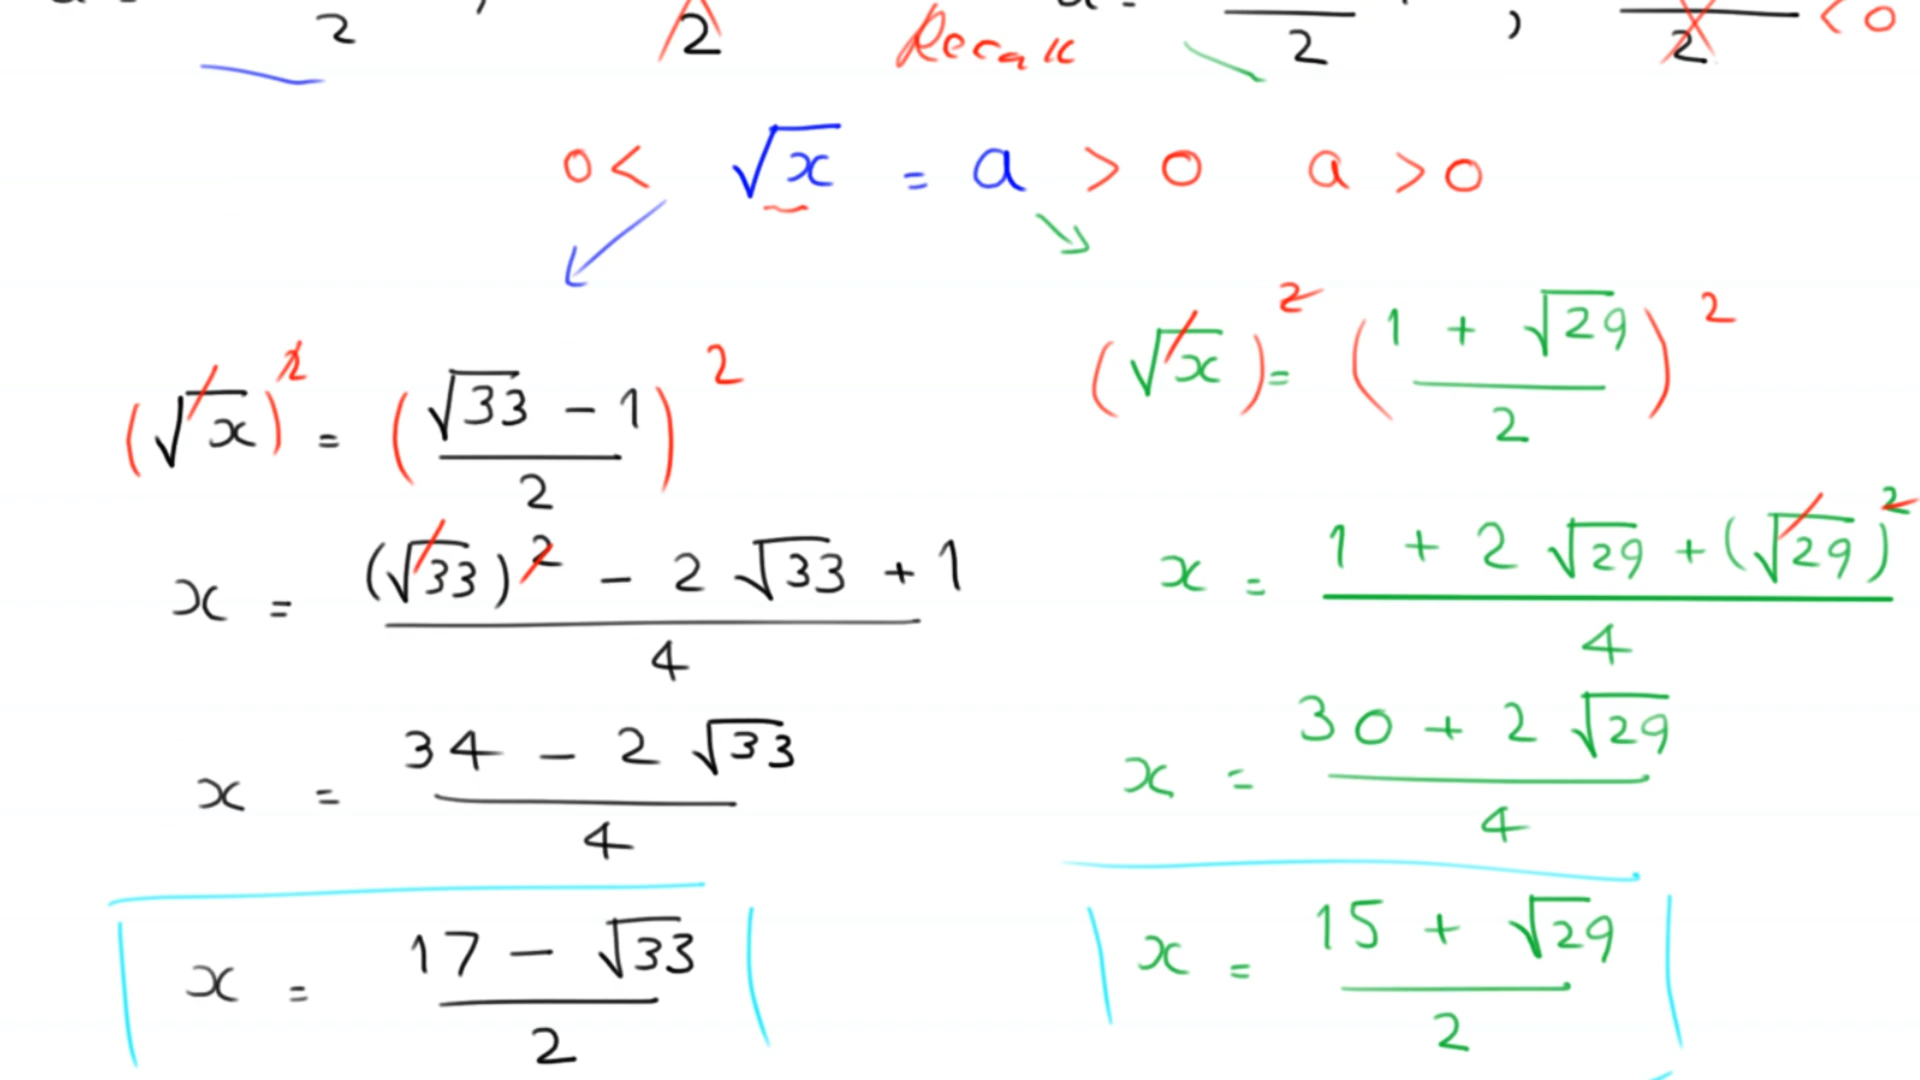 2 , 2 Recall 2 , 2 < 0
0 < √x = a > 0 a > 0
(√x)² = ((√33 - 1)/2)²
x = ((√33)² - 2√33 + 1)/4
x = (34 - 2√33)/4
x = (17 - √33)/2
(√x)² = ((1 + √29)/2)²
x = (1 + 2√29 + (√29)²)/4
x = (30 + 2√29)/4
x = (15 + √29)/2